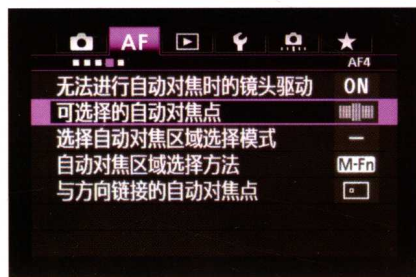 AF
AF4
无法进行自动对焦时的镜头驱动 ON
可选择的自动对焦点
选择自动对焦区域选择模式
自动对焦区域选择方法 M-Fn
与方向链接的自动对焦点